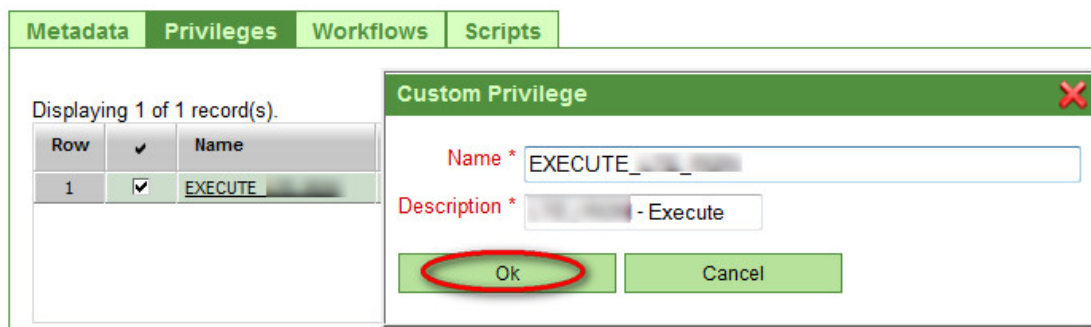 Metadata Privileges Workflows Scripts
Displaying 1 of 1 record(s).
Custom Privilege
Row Name
1 EXECUTE_
Name * EXECUTE_
Description * - Execute
Ok Cancel